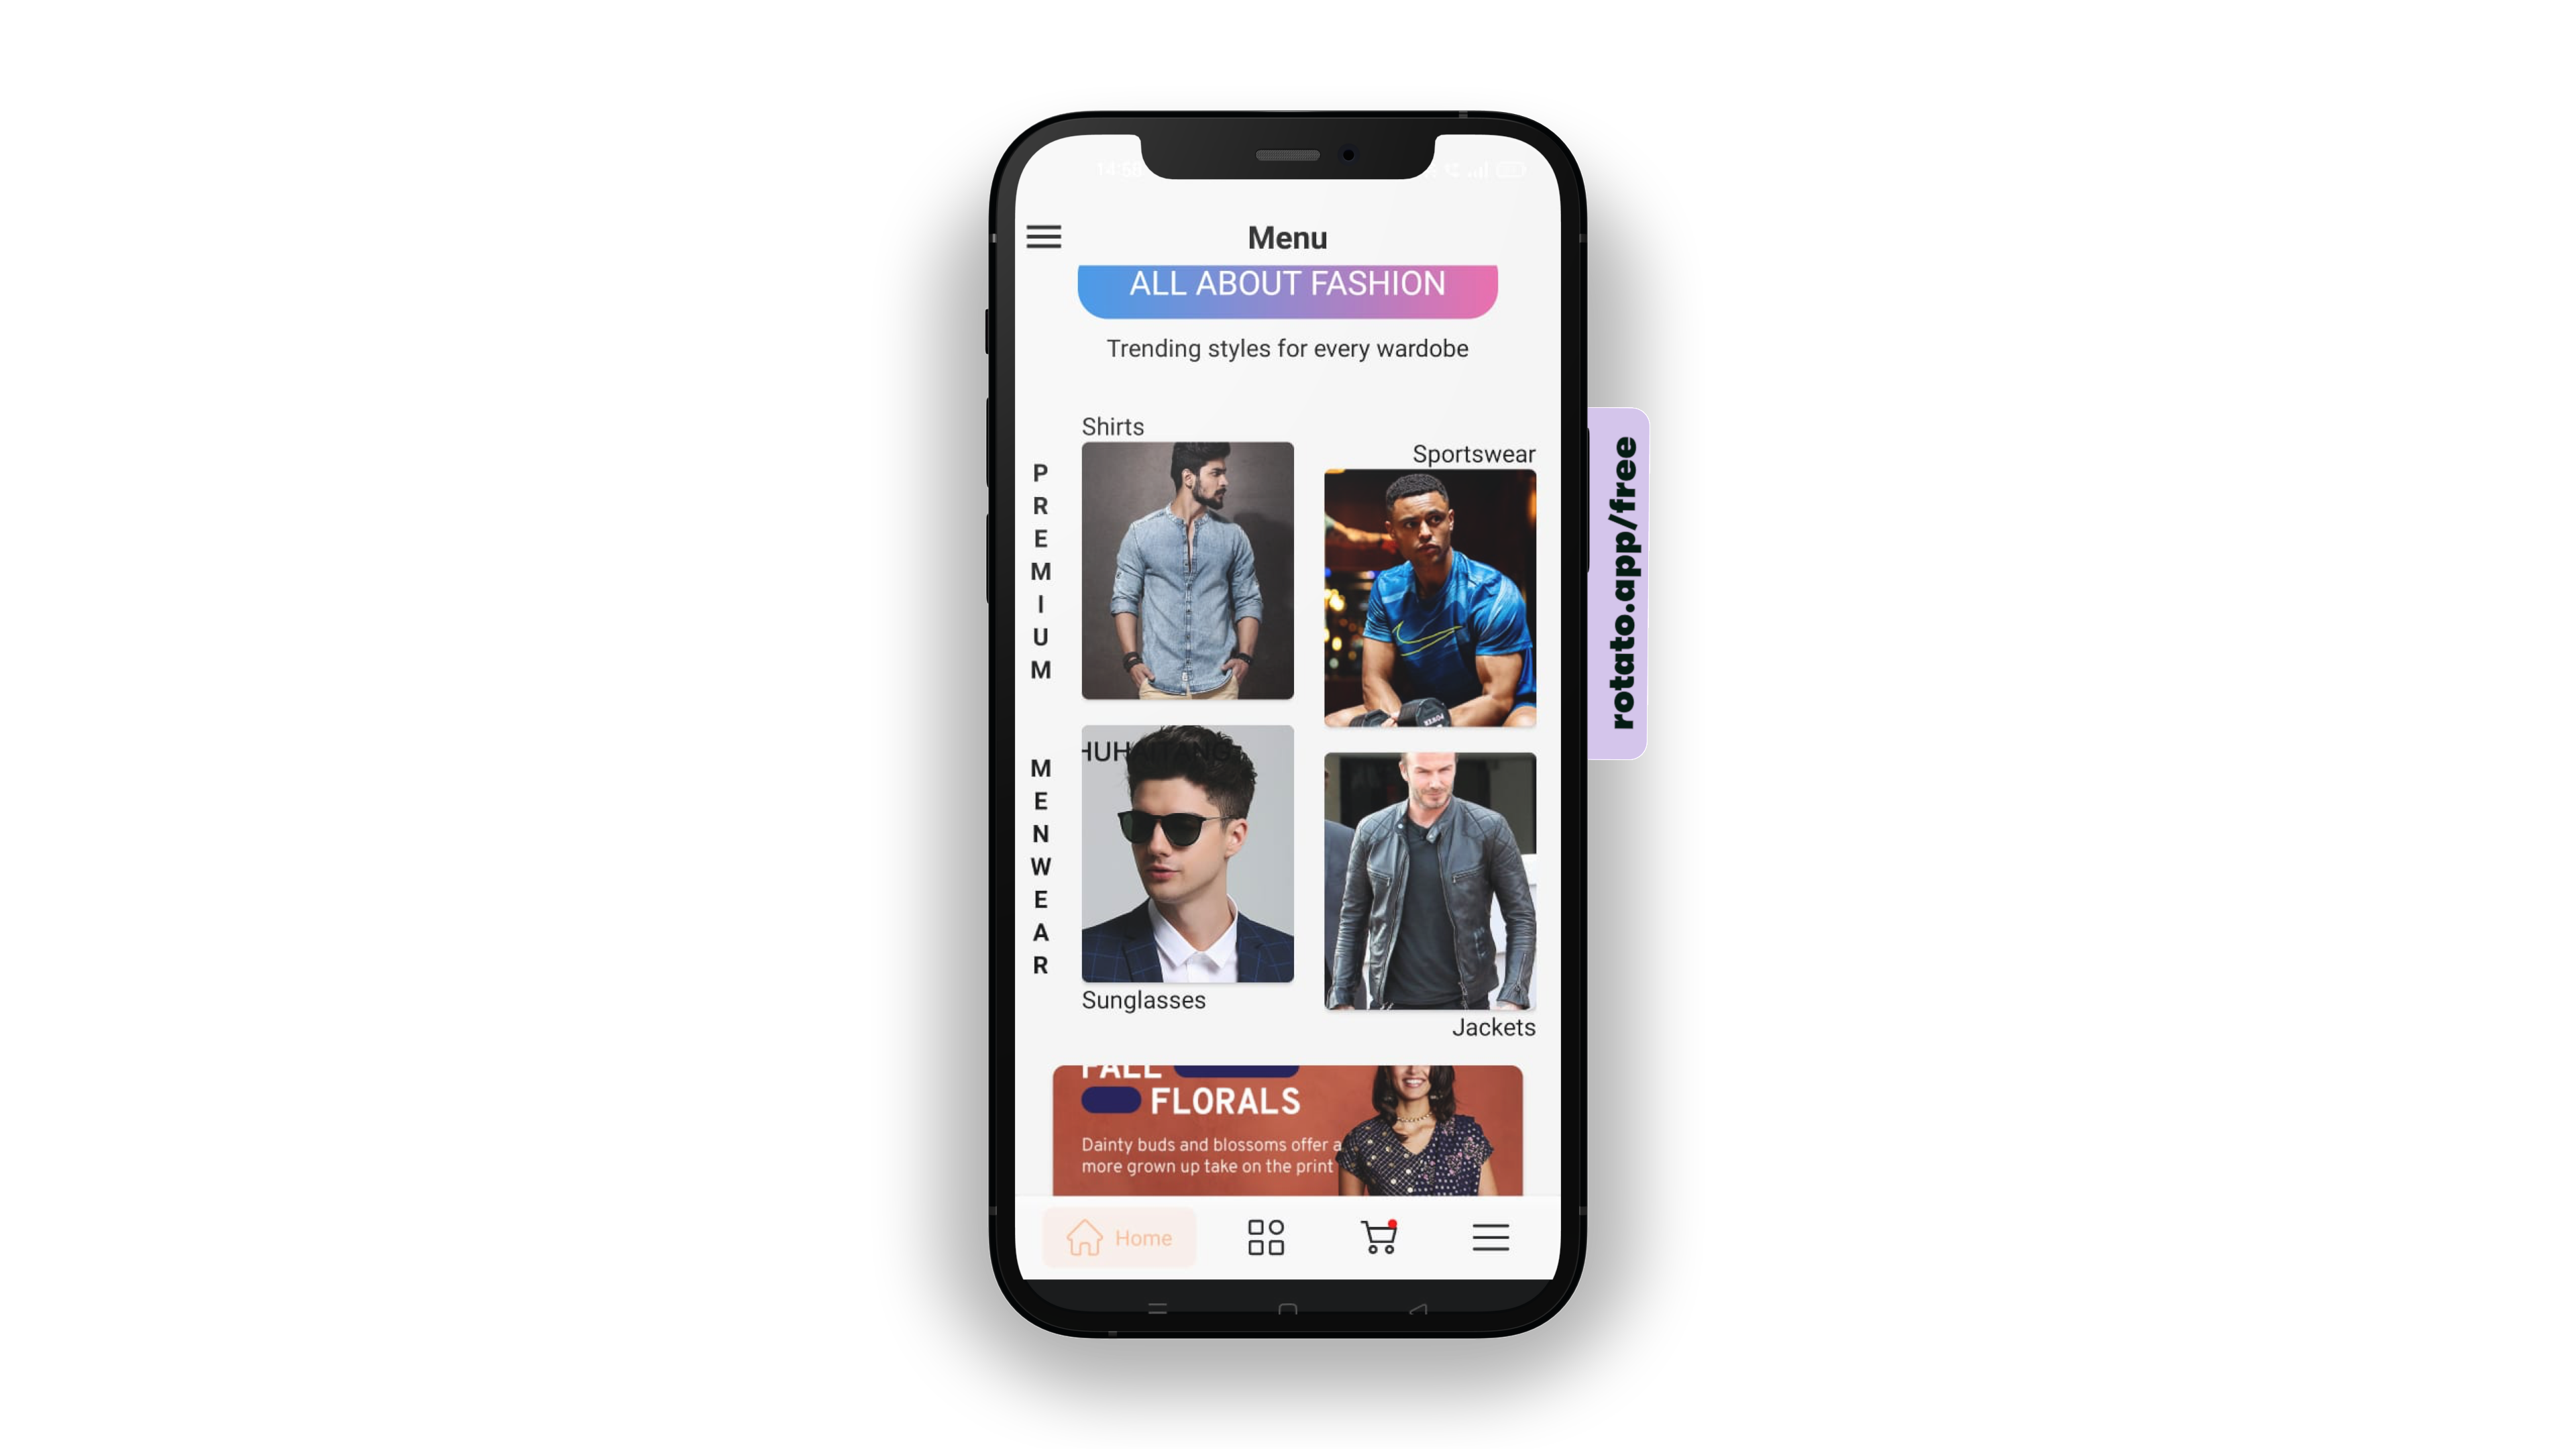 Menu
ALL ABOUT FASHION
Trending styles for every wardobe
PREMIUM
MENWEAR
Shirts
Sportswear
Sunglasses
Jackets
FALL
FLORALS
Dainty buds and blossoms offer a
more grown up take on the print
Home
rotato.app/free